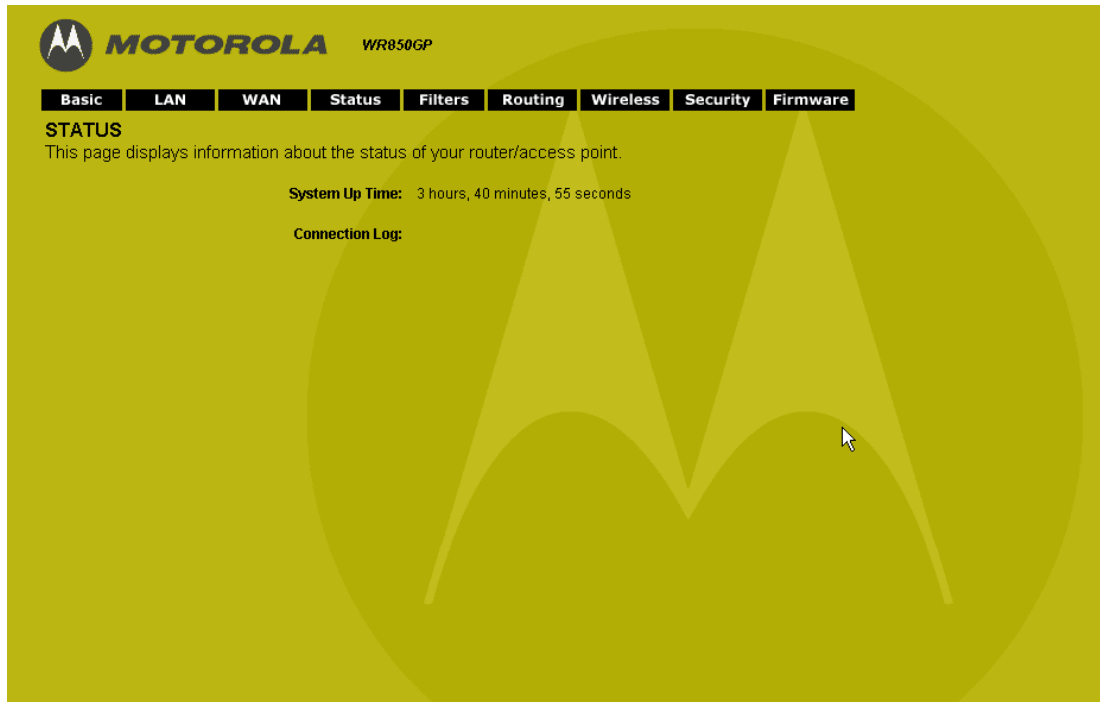 MOTOROLA WR850GP
Basic LAN WAN Status Filters Routing Wireless Security Firmware
STATUS
This page displays information about the status of your router/access point.
System Up Time: 3 hours, 40 minutes, 55 seconds
Connection Log: